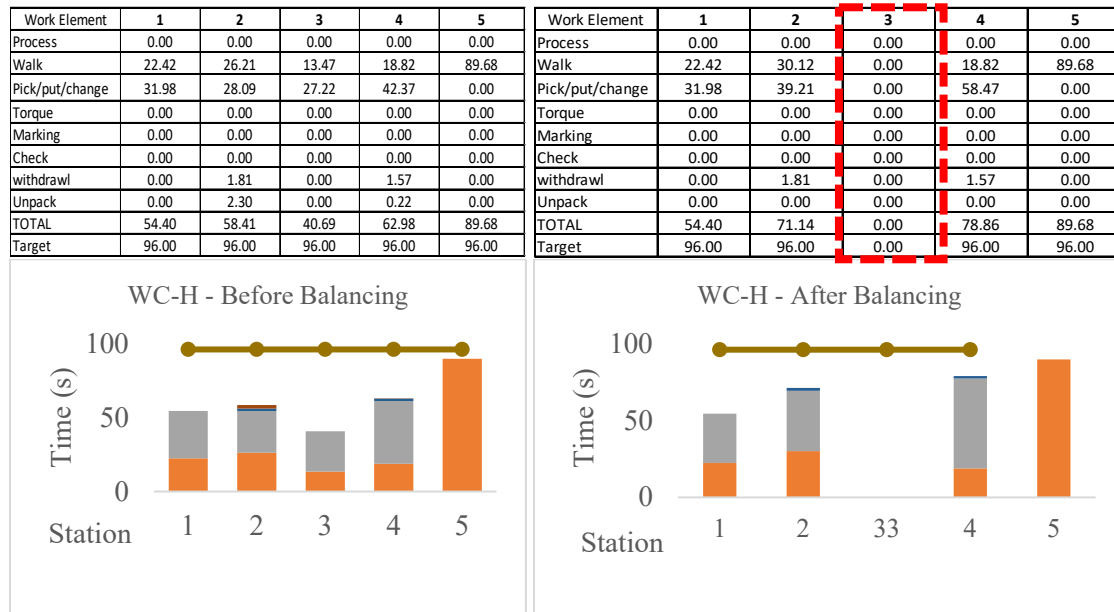 Work Element 1 2 3 4 5
Process 0.00 0.00 0.00 0.00 0.00
Walk 22.42 26.21 13.47 18.82 89.68
Pick/put/change 31.98 28.09 27.22 42.37 0.00
Torque 0.00 0.00 0.00 0.00 0.00
Marking 0.00 0.00 0.00 0.00 0.00
Check 0.00 0.00 0.00 0.00 0.00
withdrawl 0.00 1.81 0.00 1.57 0.00
Unpack 0.00 2.30 0.00 0.22 0.00
TOTAL 54.40 58.41 40.69 62.98 89.68
Target 96.00 96.00 96.00 96.00 96.00
Work Element 1 2 3 4 5
Process 0.00 0.00 0.00 0.00 0.00
Walk 22.42 30.12 0.00 18.82 89.68
Pick/put/change 31.98 39.21 0.00 58.47 0.00
Torque 0.00 0.00 0.00 0.00 0.00
Marking 0.00 0.00 0.00 0.00 0.00
Check 0.00 0.00 0.00 0.00 0.00
withdrawl 0.00 1.81 0.00 1.57 0.00
Unpack 0.00 0.00 0.00 0.00 0.00
TOTAL 54.40 71.14 0.00 78.86 89.68
Target 96.00 96.00 0.00 96.00 96.00
WC-H - Before Balancing
100
50
0
Time (s)
1 2 3 4 5
Station
WC-H - After Balancing
100
50
0
Time (s)
1 2 33 4 5
Station